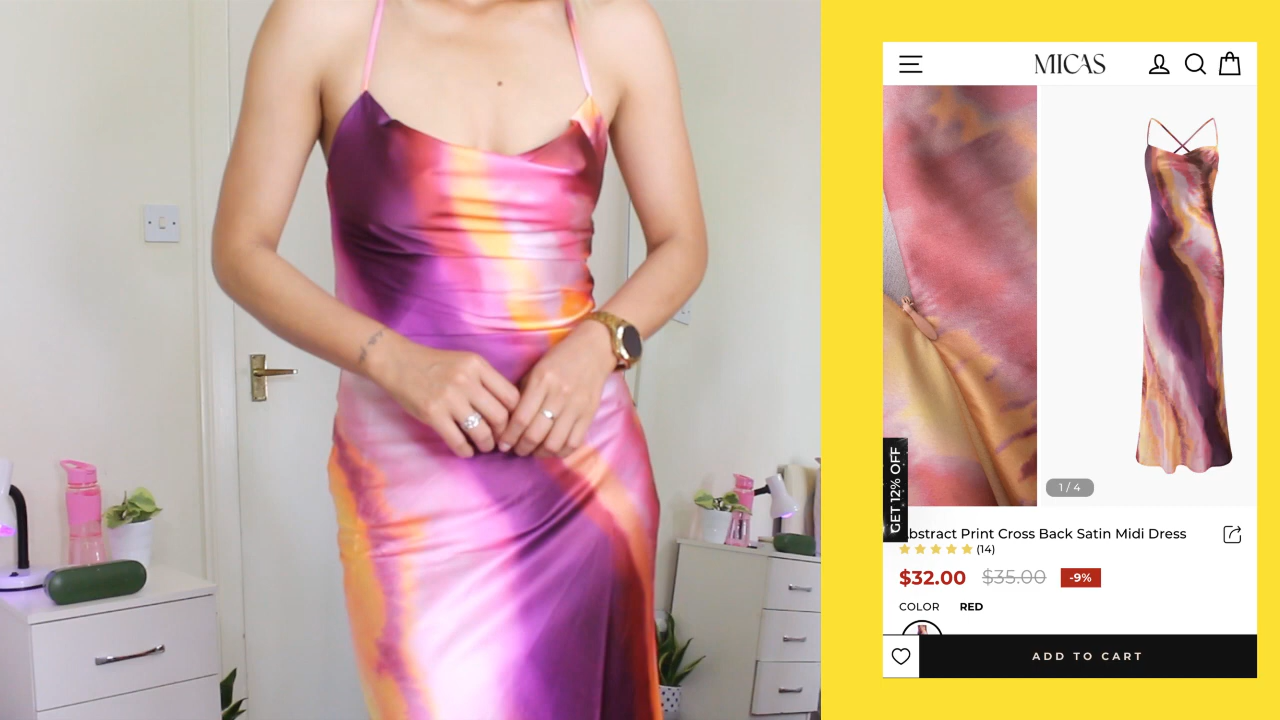 MICAS
GET 12% OFF
1 / 4
Abstract Print Cross Back Satin Midi Dress
(14)
$32.00 $35.00 -9%
COLOR RED
ADD TO CART